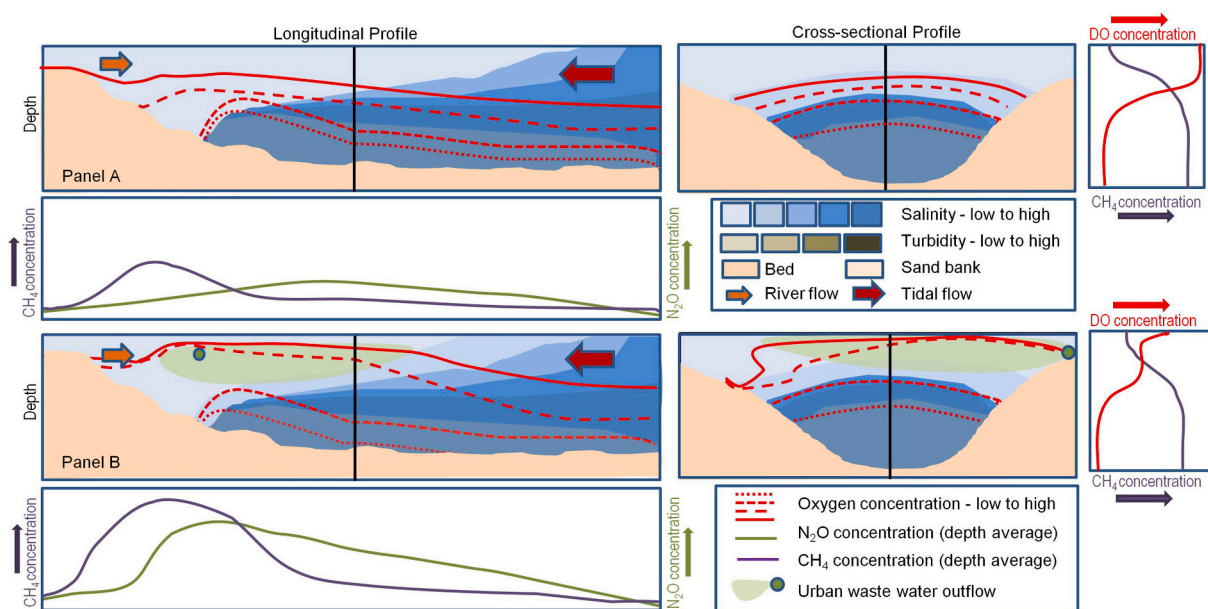 Longitudinal Profile
Cross-sectional Profile
DO concentration
Depth
Panel A
CH4 concentration
CH4 concentration
N2O concentration
Salinity - low to high
Turbidity - low to high
Bed
Sand bank
River flow
Tidal flow
DO concentration
Depth
Panel B
CH4 concentration
CH4 concentration
N2O concentration
Oxygen concentration - low to high
N2O concentration (depth average)
CH4 concentration (depth average)
Urban waste water outflow